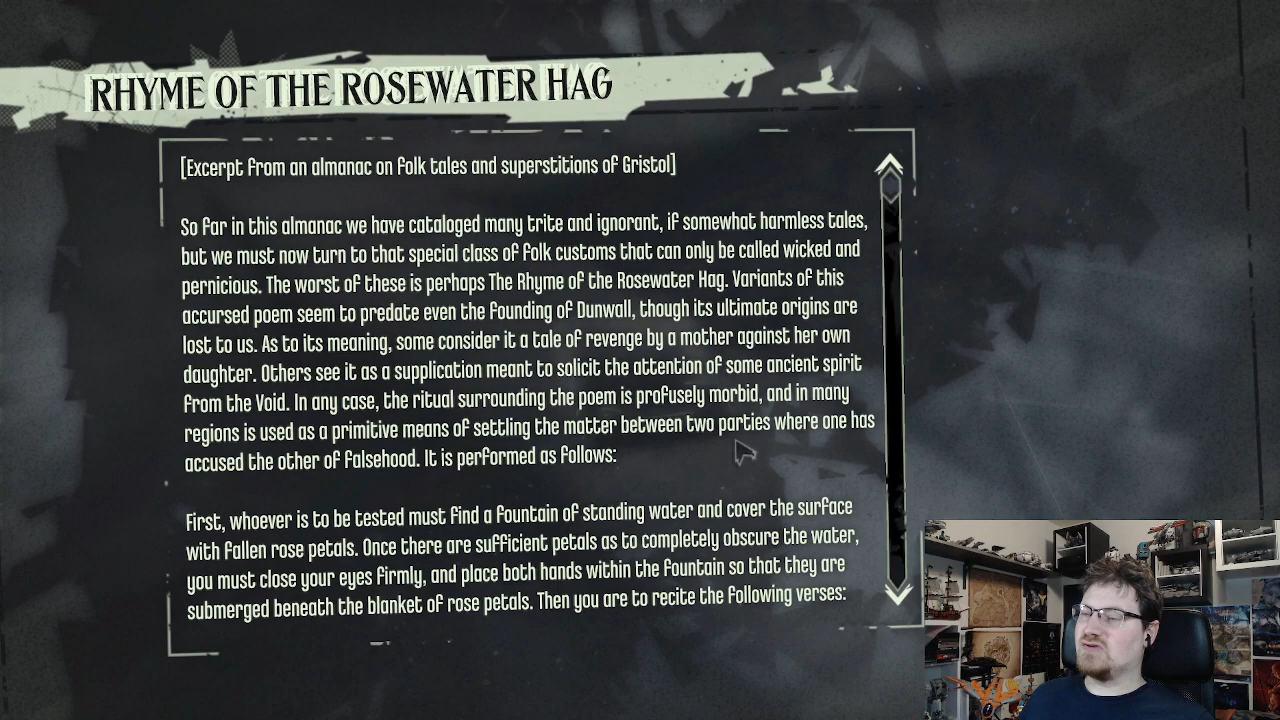 RHYME OF THE ROSEWATER HAG
[Excerpt from an almanac on folk tales and superstitions of Gristol]
So far in this almanac we have cataloged many trite and ignorant, if somewhat harmless tales,
but we must now turn to that special class of folk customs that can only be called wicked and
pernicious. The worst of these is perhaps The Rhyme of the Rosewater Hag. Variants of this
accursed poem seem to predate even the founding of Dunwall, though its ultimate origins are
lost to us. As to its meaning, some consider it a tale of revenge by a mother against her own
daughter. Others see it as a supplication meant to solicit the attention of some ancient spirit
from the Void. In any case, the ritual surrounding the poem is profusely morbid, and in many
regions is used as a primitive means of settling the matter between two parties where one has
accused the other of falsehood. It is performed as follows:
First, whoever is to be tested must find a fountain of standing water and cover the surface
with fallen rose petals. Once there are sufficient petals as to completely obscure the water,
you must close your eyes firmly, and place both hands within the fountain so that they are
submerged beneath the blanket of rose petals. Then you are to recite the following verses: